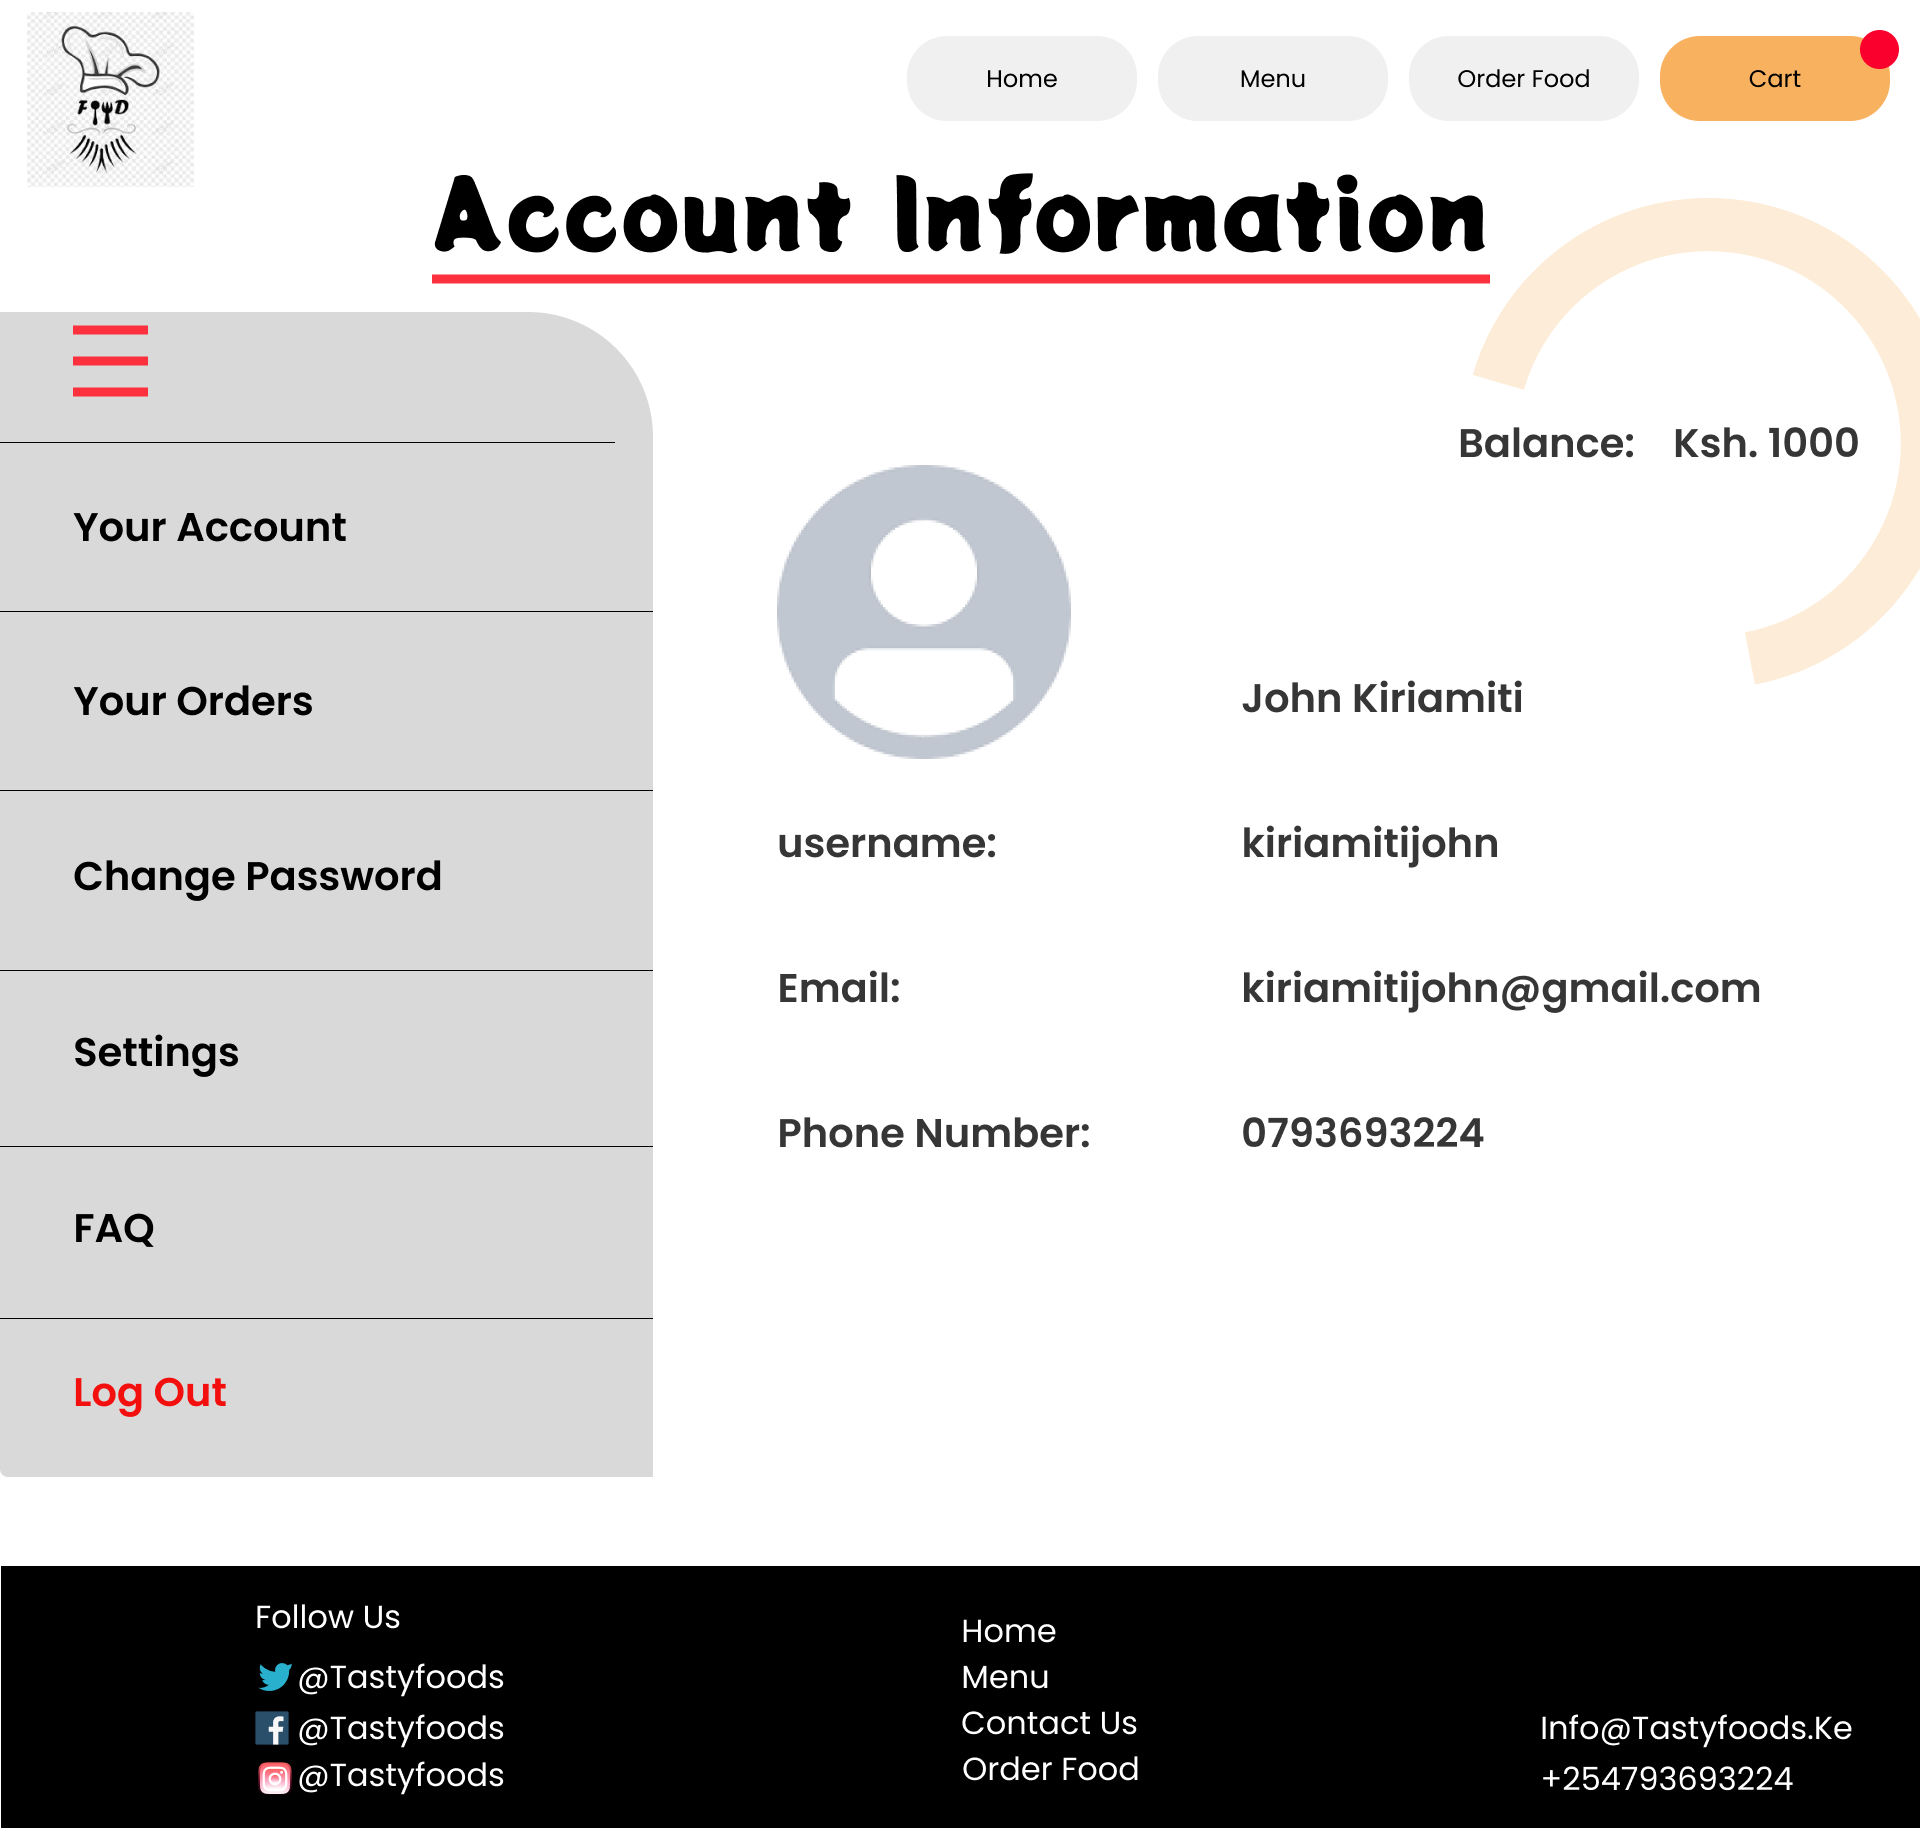 FOOD
Home
Menu
Order Food
Cart
Account Information
Balance: Ksh. 1000
Your Account
Your Orders
Change Password
Settings
FAQ
Log Out
John Kiriamiti
username: kiriamitijohn
Email: kiriamitijohn@gmail.com
Phone Number: 0793693224
Follow Us
@Tastyfoods
@Tastyfoods
@Tastyfoods
Home
Menu
Contact Us
Order Food
Info@Tastyfoods.Ke
+254793693224